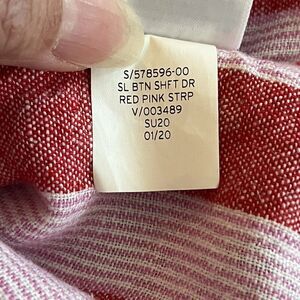 S/578596-00
SL BTN SHFT DR
RED PINK STRP
V/003489
SU20
01/20